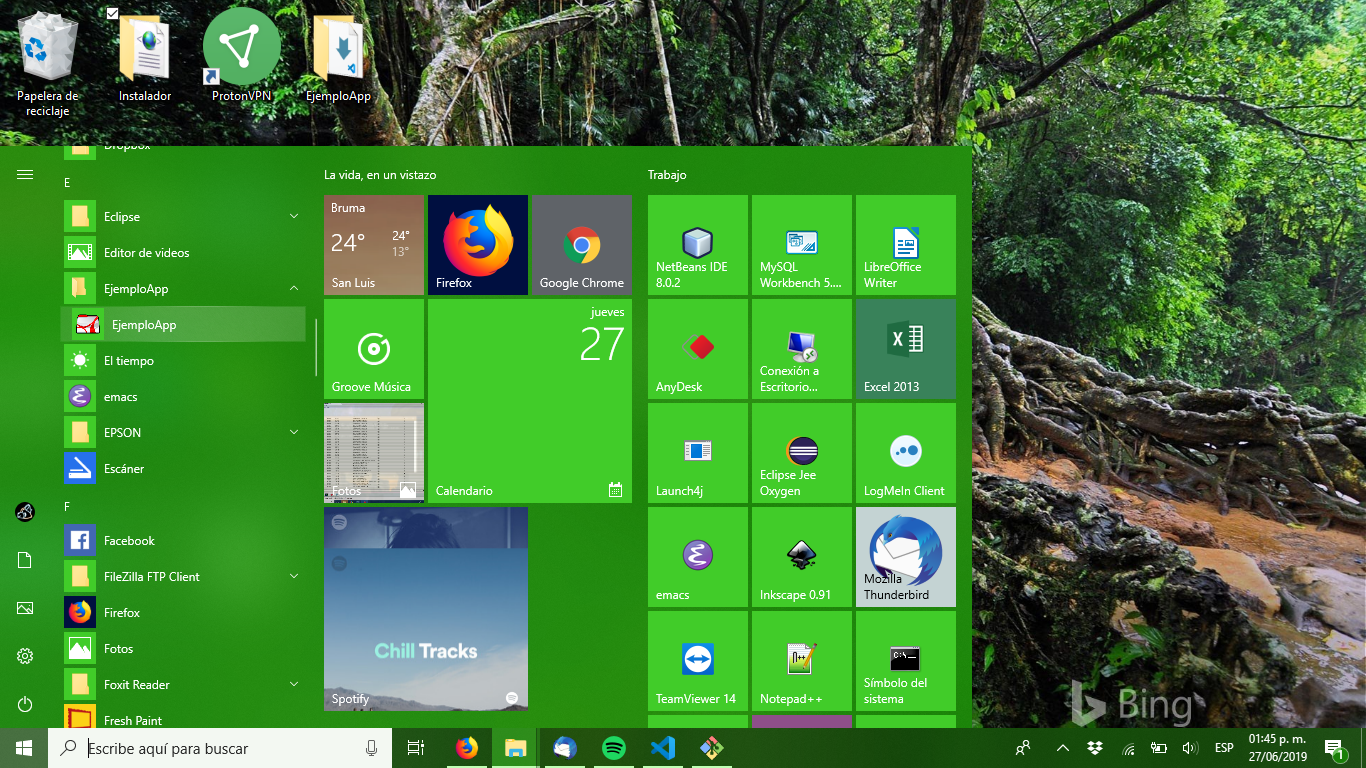 Papelera de
reciclaje
Instalador
ProtonVPN
EjemploApp
Dropbox
E
Eclipse
Editor de videos
EjemploApp
EjemploApp
El tiempo
emacs
EPSON
Escáner
F
Facebook
FileZilla FTP Client
Firefox
Fotos
Foxit Reader
Fresh Paint
La vida, en un vistazo
Bruma
24°
24°
13°
San Luis
Firefox
Google Chrome
Groove Música
jueves
27
Calendario
Fotos
Chill Tracks
Spotify
Trabajo
NetBeans IDE
8.0.2
MySQL
Workbench 5....
LibreOffice
Writer
AnyDesk
Conexión a
Escritorio...
Excel 2013
Launch4j
Eclipse Jee
Oxygen
LogMeIn Client
emacs
Inkscape 0.91
Mozilla
Thunderbird
TeamViewer 14
Notepad++
Símbolo del
sistema
Bing
Escribe aquí para buscar
ESP
01:45 p. m.
27/06/2019
1